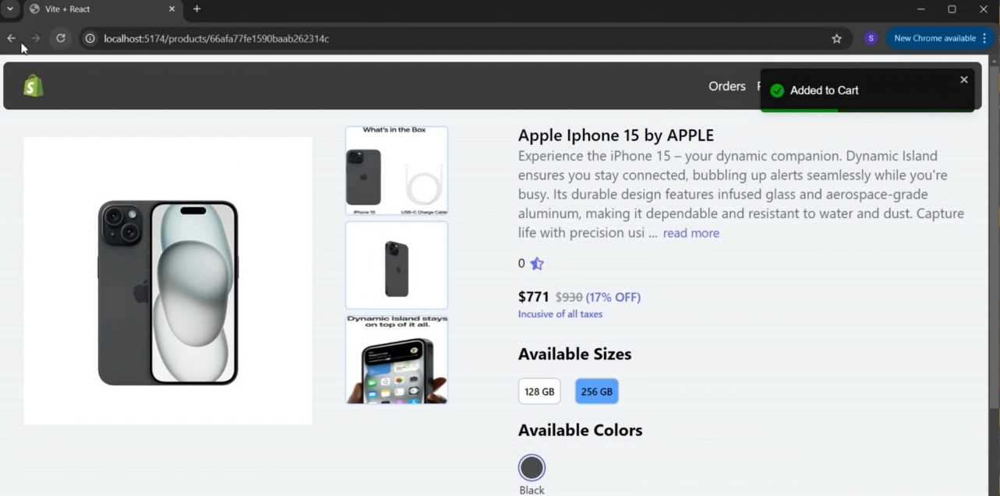 Vite + React
localhost:5174/products/66afa77fe1590baab262314c
S
New Chrome available
Orders
Added to Cart
What's in the Box
iPhone 15
USB-C Charge Cable
Dynamic Island stays
on top of it all.
Apple Iphone 15 by APPLE
Experience the iPhone 15 – your dynamic companion. Dynamic Island
ensures you stay connected, bubbling up alerts seamlessly while you're
busy. Its durable design features infused glass and aerospace-grade
aluminum, making it dependable and resistant to water and dust. Capture
life with precision usi ... read more
0
$771 $930 (17% OFF)
Incusive of all taxes
Available Sizes
128 GB
256 GB
Available Colors
Black